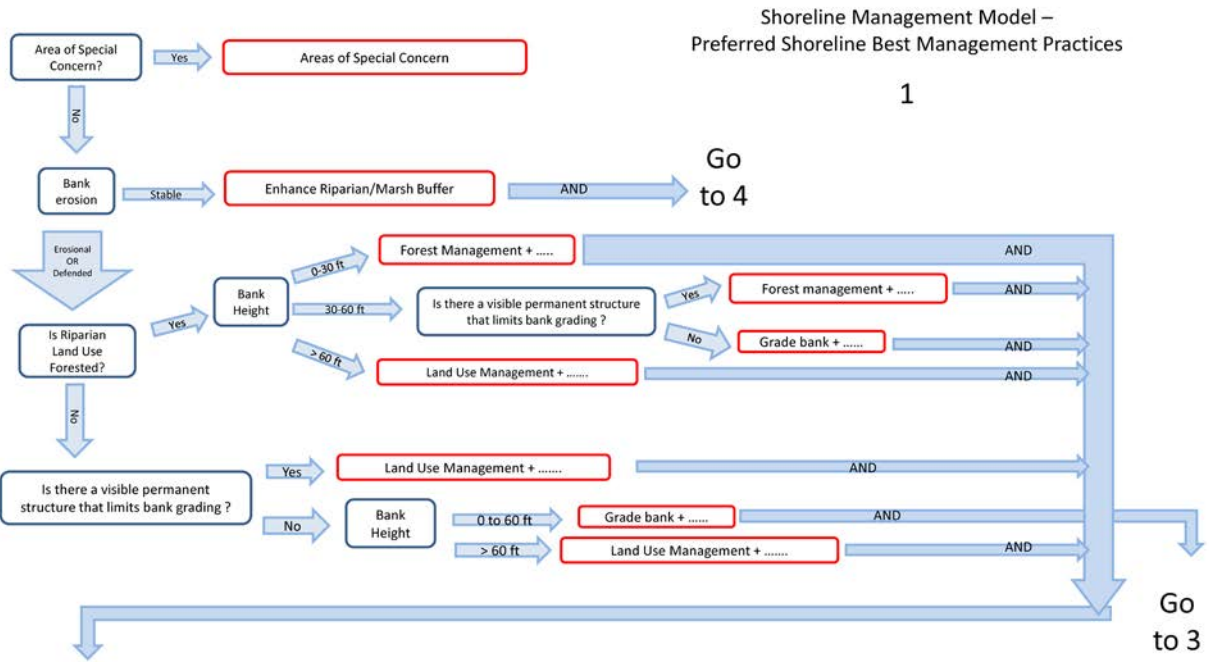 Shoreline Management Model –
Preferred Shoreline Best Management Practices
1
Area of Special
Concern?
Yes
Areas of Special Concern
No
Bank
erosion
Stable
Enhance Riparian/Marsh Buffer
AND
Go
to 4
Erosional
OR
Defended
Is Riparian
Land Use
Forested?
Yes
Bank
Height
0-30 ft
Forest Management + .....
AND
30-60 ft
Is there a visible permanent structure
that limits bank grading ?
Yes
Forest management + .....
AND
No
Grade bank + ......
AND
> 60 ft
Land Use Management + .......
AND
No
Is there a visible permanent
structure that limits bank grading ?
Yes
Land Use Management + .......
AND
No
Bank
Height
0 to 60 ft
Grade bank + ......
AND
> 60 ft
Land Use Management + .......
AND
Go
to 3